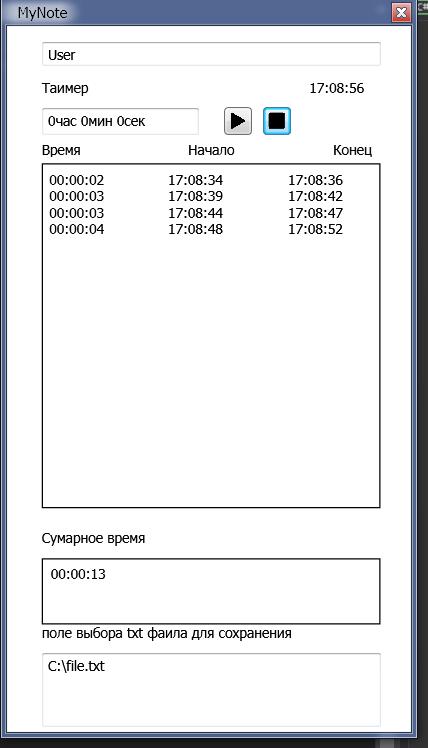 MyNote
User
Таимер 17:08:56
0час 0мин 0сек
Время Начало Конец
00:00:02 17:08:34 17:08:36
00:00:03 17:08:39 17:08:42
00:00:03 17:08:44 17:08:47
00:00:04 17:08:48 17:08:52
Сумарное время
00:00:13
поле выбора txt фаила для сохранения
C:\file.txt